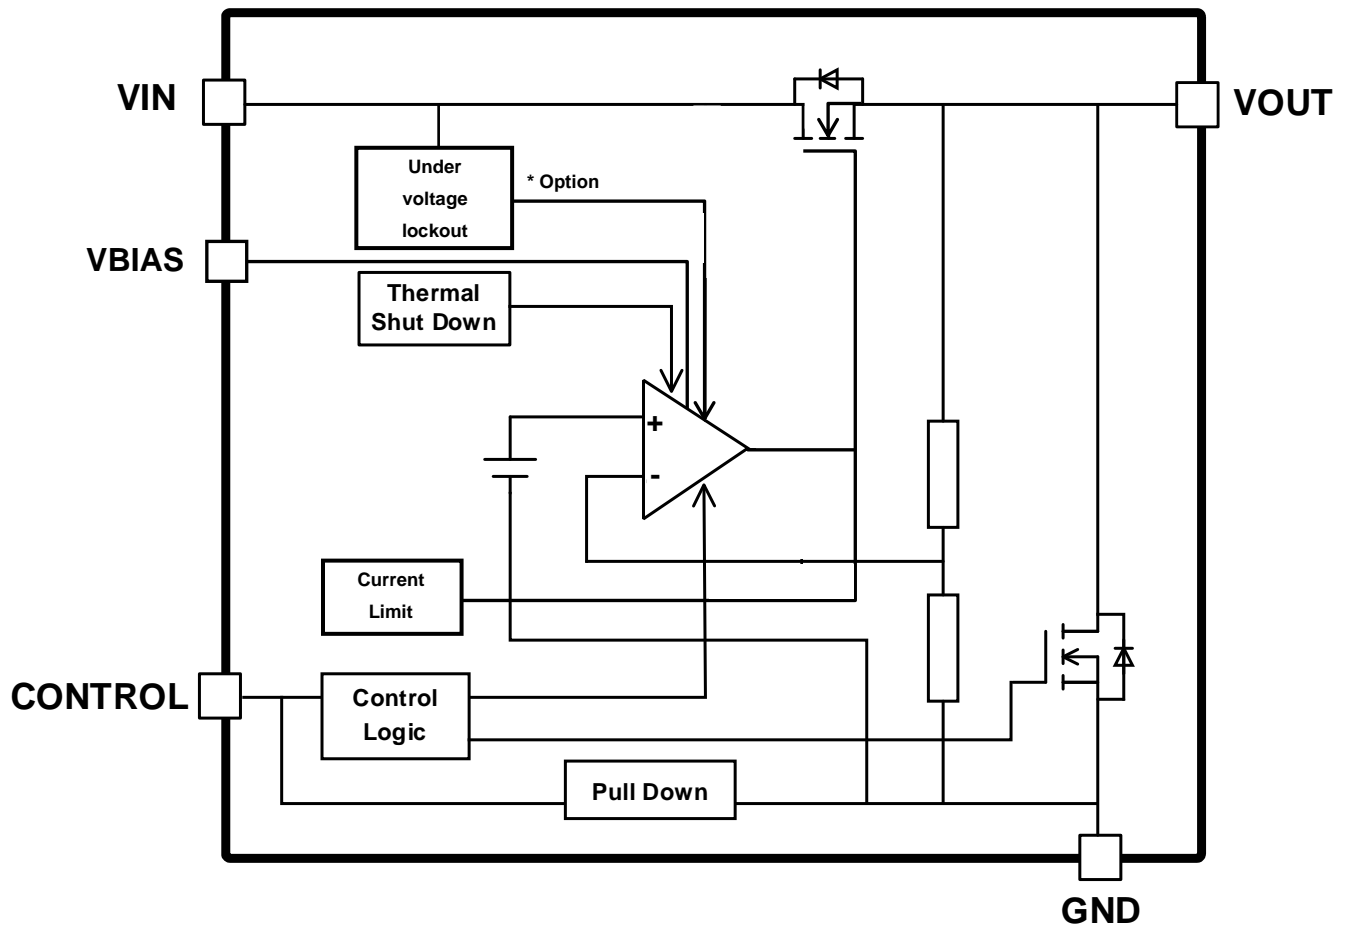 VIN
VOUT
Under
voltage
lockout
* Option
VBIAS
Thermal
Shut Down
+
-
Current
Limit
CONTROL
Control
Logic
Pull Down
GND